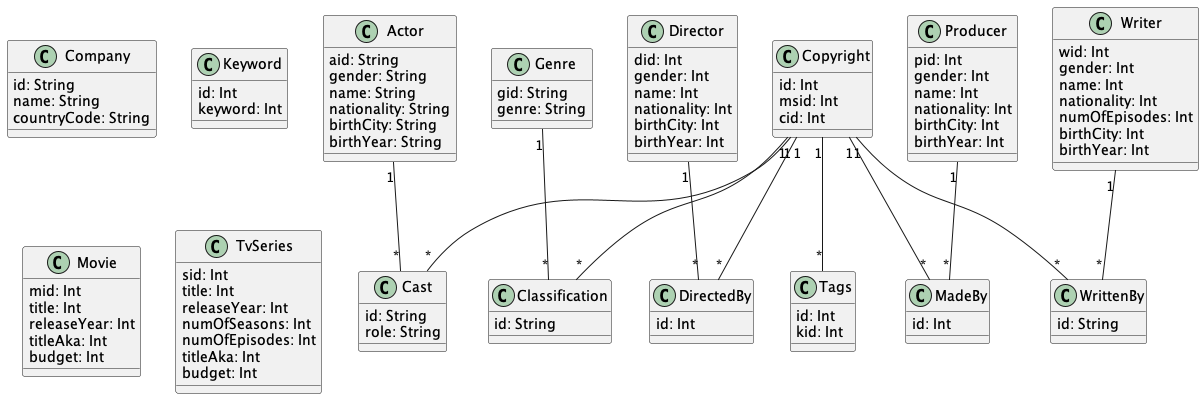 C Company
id: String
name: String
countryCode: String
C Keyword
id: Int
keyword: Int
C Actor
aid: String
gender: String
name: String
nationality: String
birthCity: String
birthYear: String
C Genre
gid: String
genre: String
C Director
did: Int
gender: Int
name: Int
nationality: Int
birthCity: Int
birthYear: Int
C Copyright
id: Int
msid: Int
cid: Int
C Producer
pid: Int
gender: Int
name: Int
nationality: Int
birthCity: Int
birthYear: Int
C Writer
wid: Int
gender: Int
name: Int
nationality: Int
numOfEpisodes: Int
birthCity: Int
birthYear: Int
1
1
1
1 1 1
1
1 1
1
1
* *
* *
* *
*
* *
* *
C Movie
mid: Int
title: Int
releaseYear: Int
titleAka: Int
budget: Int
C TvSeries
sid: Int
title: Int
releaseYear: Int
numOfSeasons: Int
numOfEpisodes: Int
titleAka: Int
budget: Int
C Cast
id: String
role: String
C Classification
id: String
C DirectedBy
id: Int
C Tags
id: Int
kid: Int
C MadeBy
id: Int
C WrittenBy
id: String